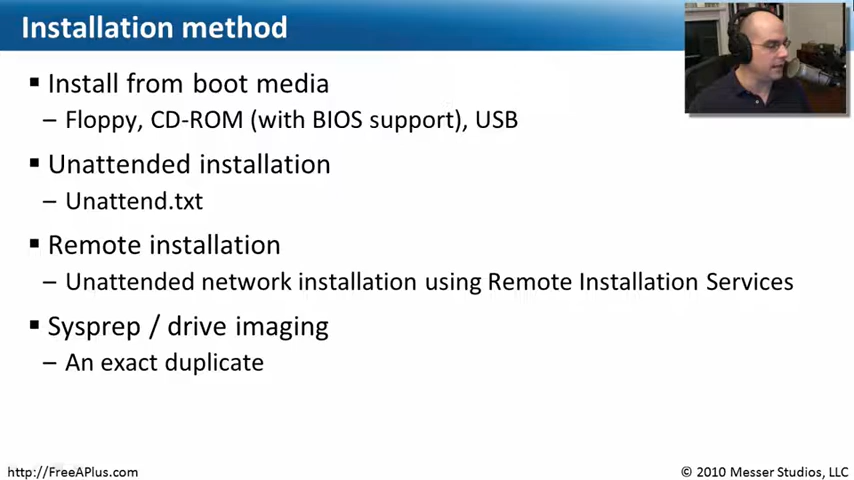 Installation method
▪ Install from boot media
– Floppy, CD-ROM (with BIOS support), USB
▪ Unattended installation
– Unattend.txt
▪ Remote installation
– Unattended network installation using Remote Installation Services
▪ Sysprep / drive imaging
– An exact duplicate
http://FreeAPlus.com
© 2010 Messer Studios, LLC